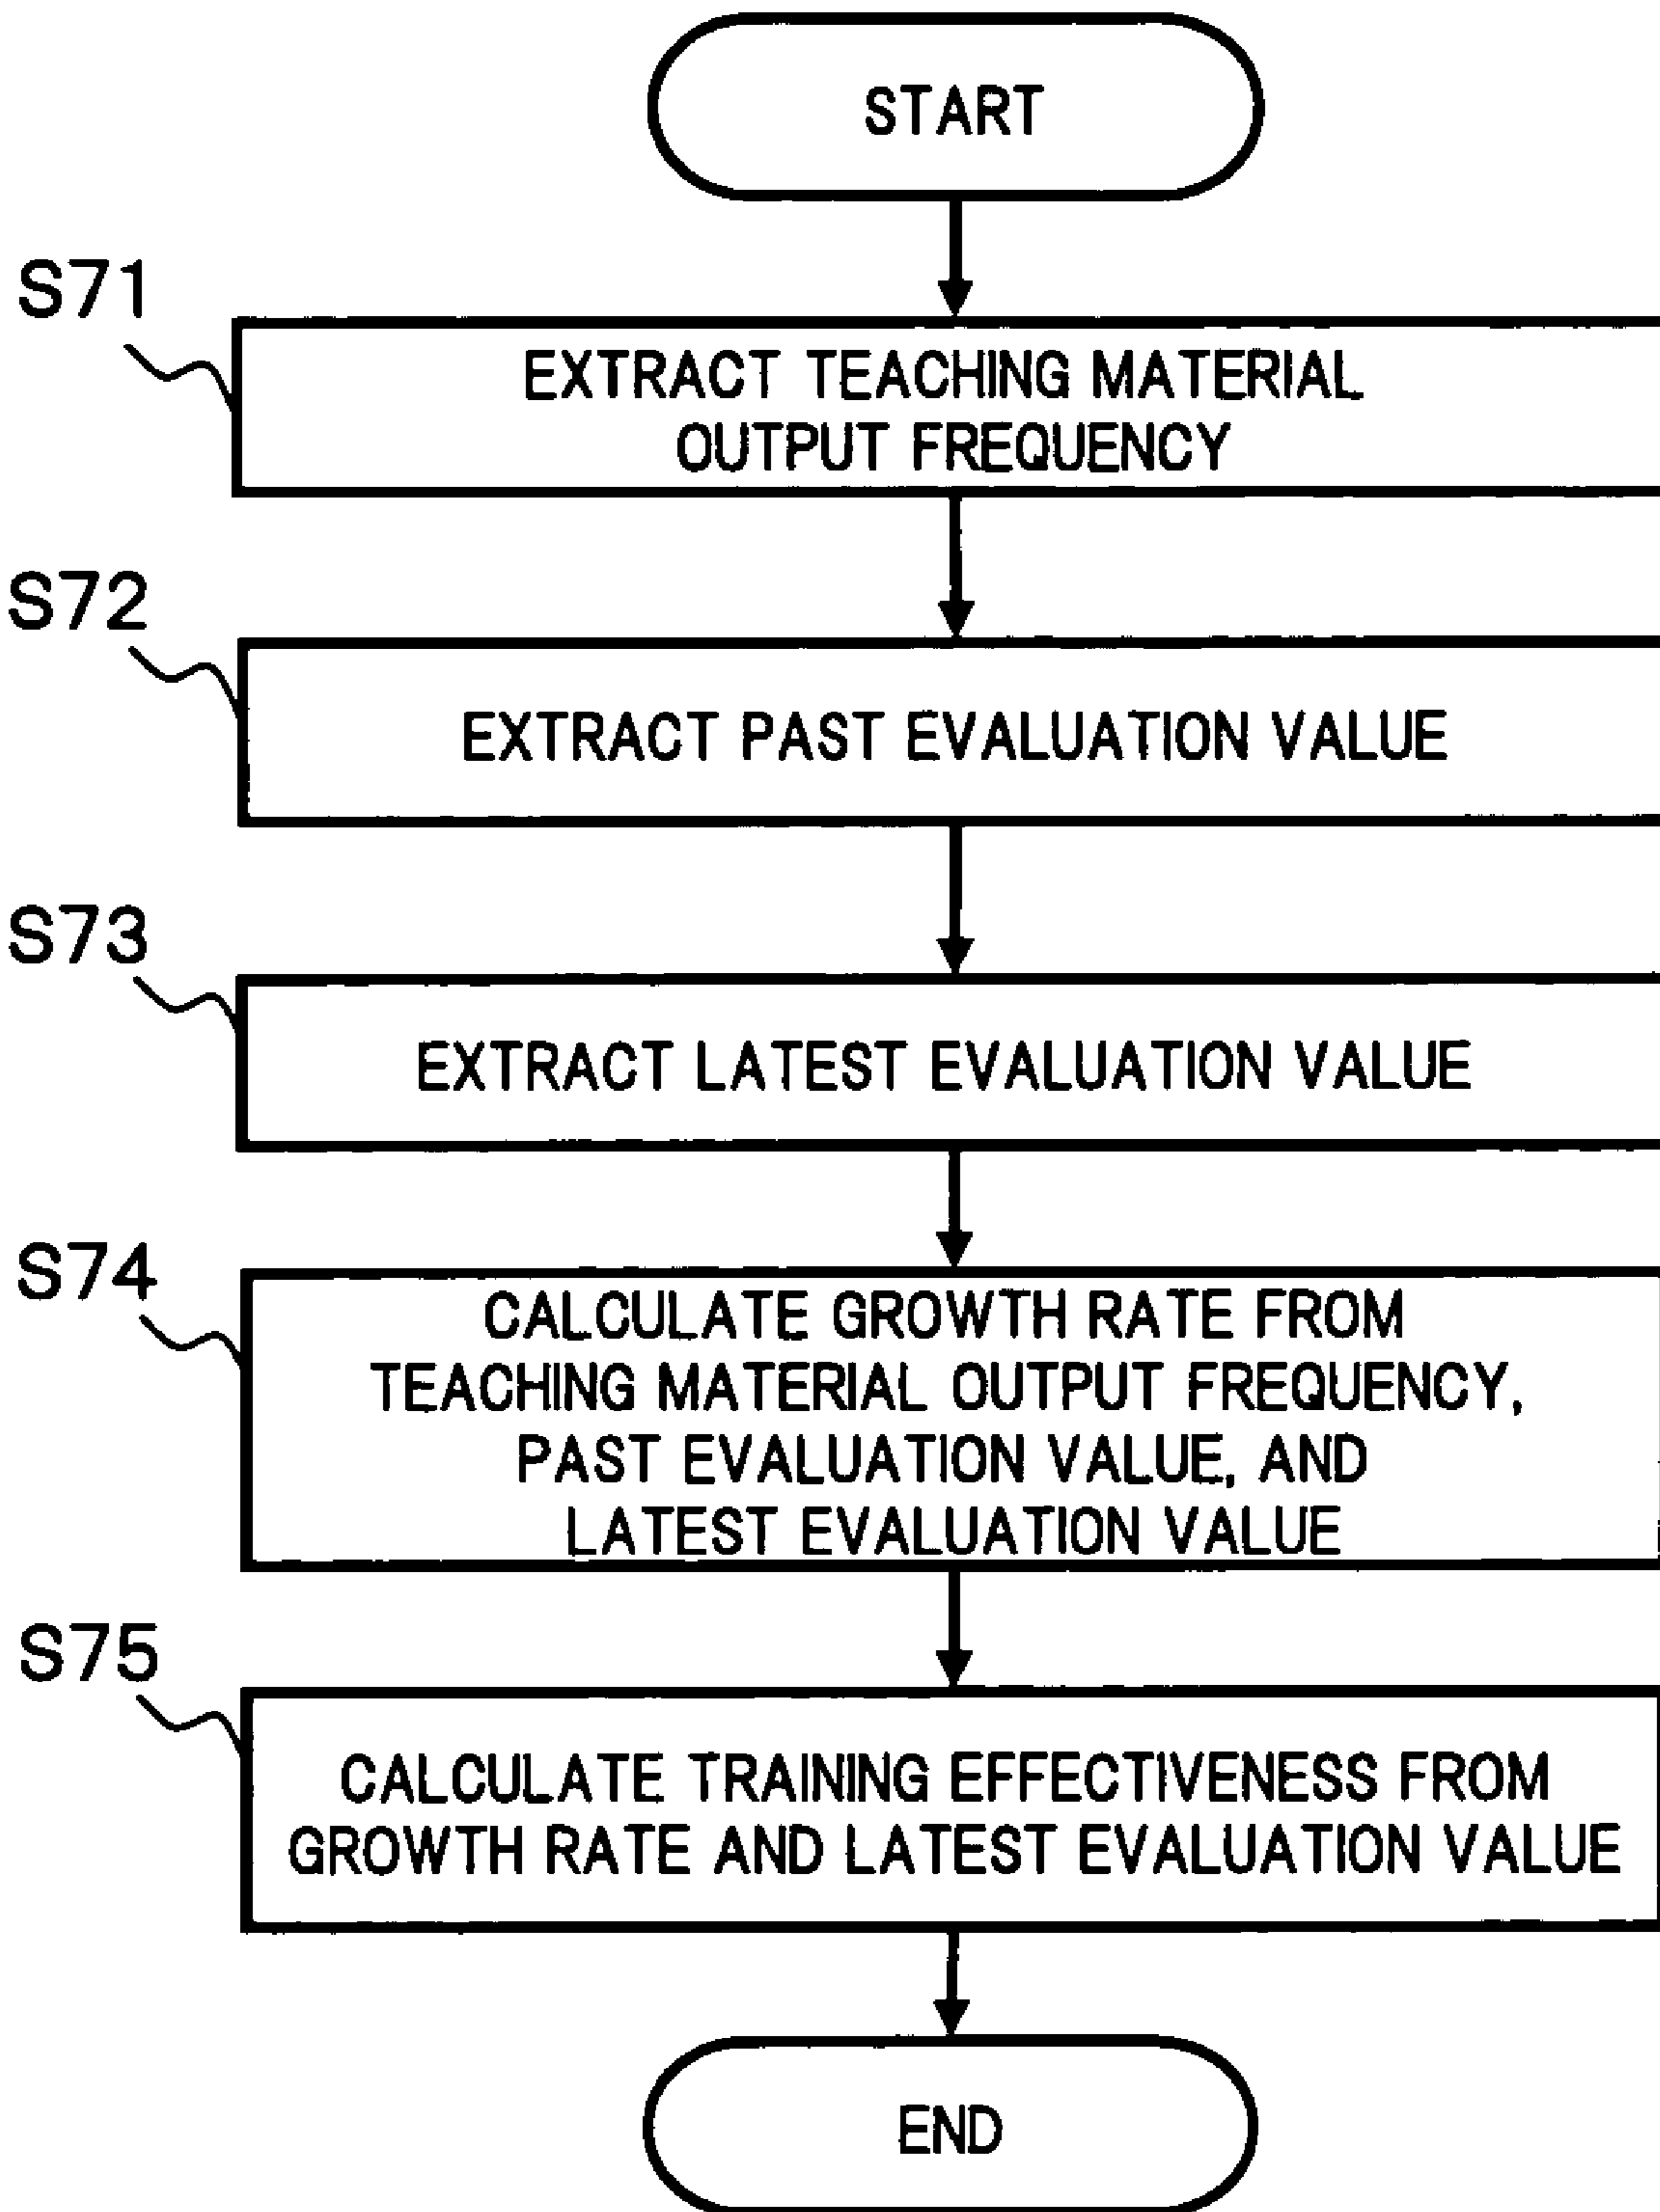 START
S71
EXTRACT TEACHING MATERIAL
OUTPUT FREQUENCY
S72
EXTRACT PAST EVALUATION VALUE
S73
EXTRACT LATEST EVALUATION VALUE
S74
CALCULATE GROWTH RATE FROM
TEACHING MATERIAL OUTPUT FREQUENCY,
PAST EVALUATION VALUE, AND
LATEST EVALUATION VALUE
S75
CALCULATE TRAINING EFFECTIVENESS FROM
GROWTH RATE AND LATEST EVALUATION VALUE
END